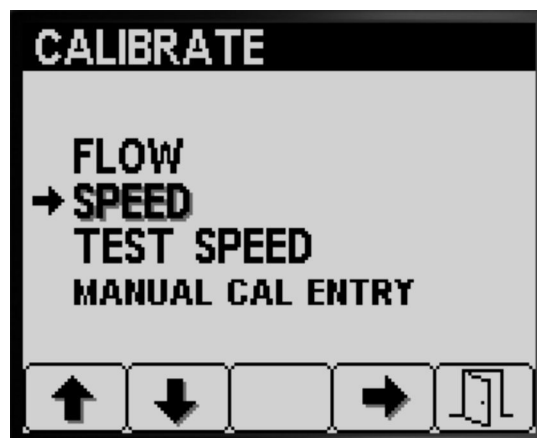 CALIBRATE
FLOW
SPEED
TEST SPEED
MANUAL CAL ENTRY